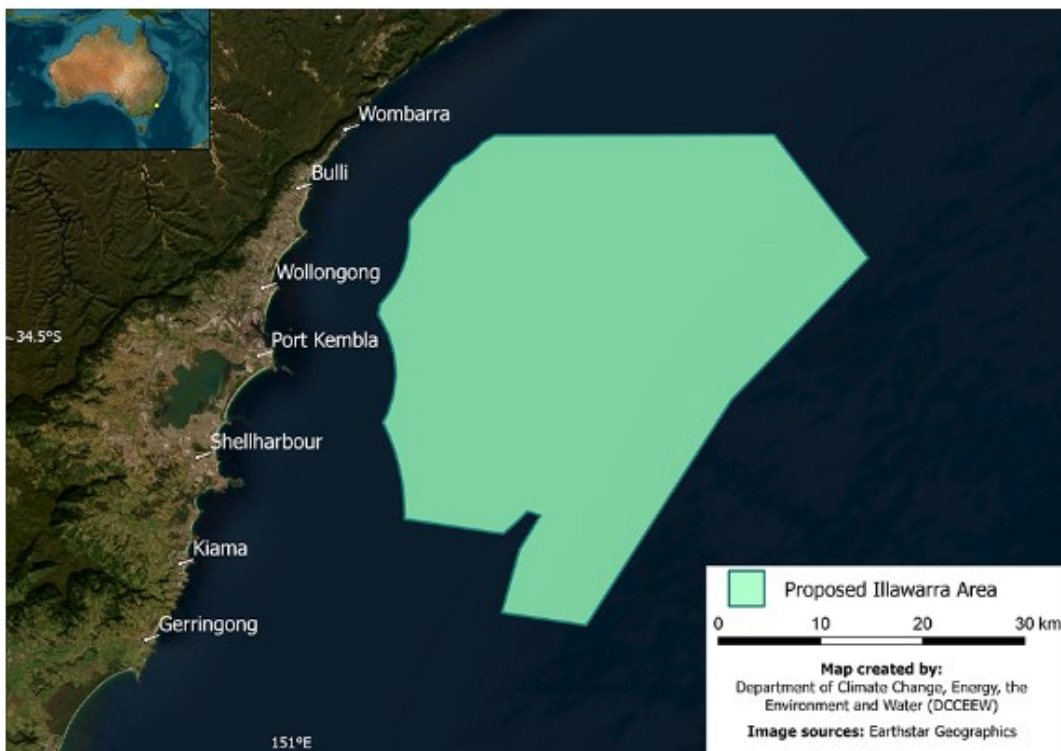 Wombarra
Bulli
Wollongong
34.5°S
Port Kembla
Shellharbour
Kiama
Gerringong
151°E
Proposed Illawarra Area
0 10 20 30 km
Map created by:
Department of Climate Change, Energy, the
Environment and Water (DCCEEW)
Image sources: Earthstar Geographics